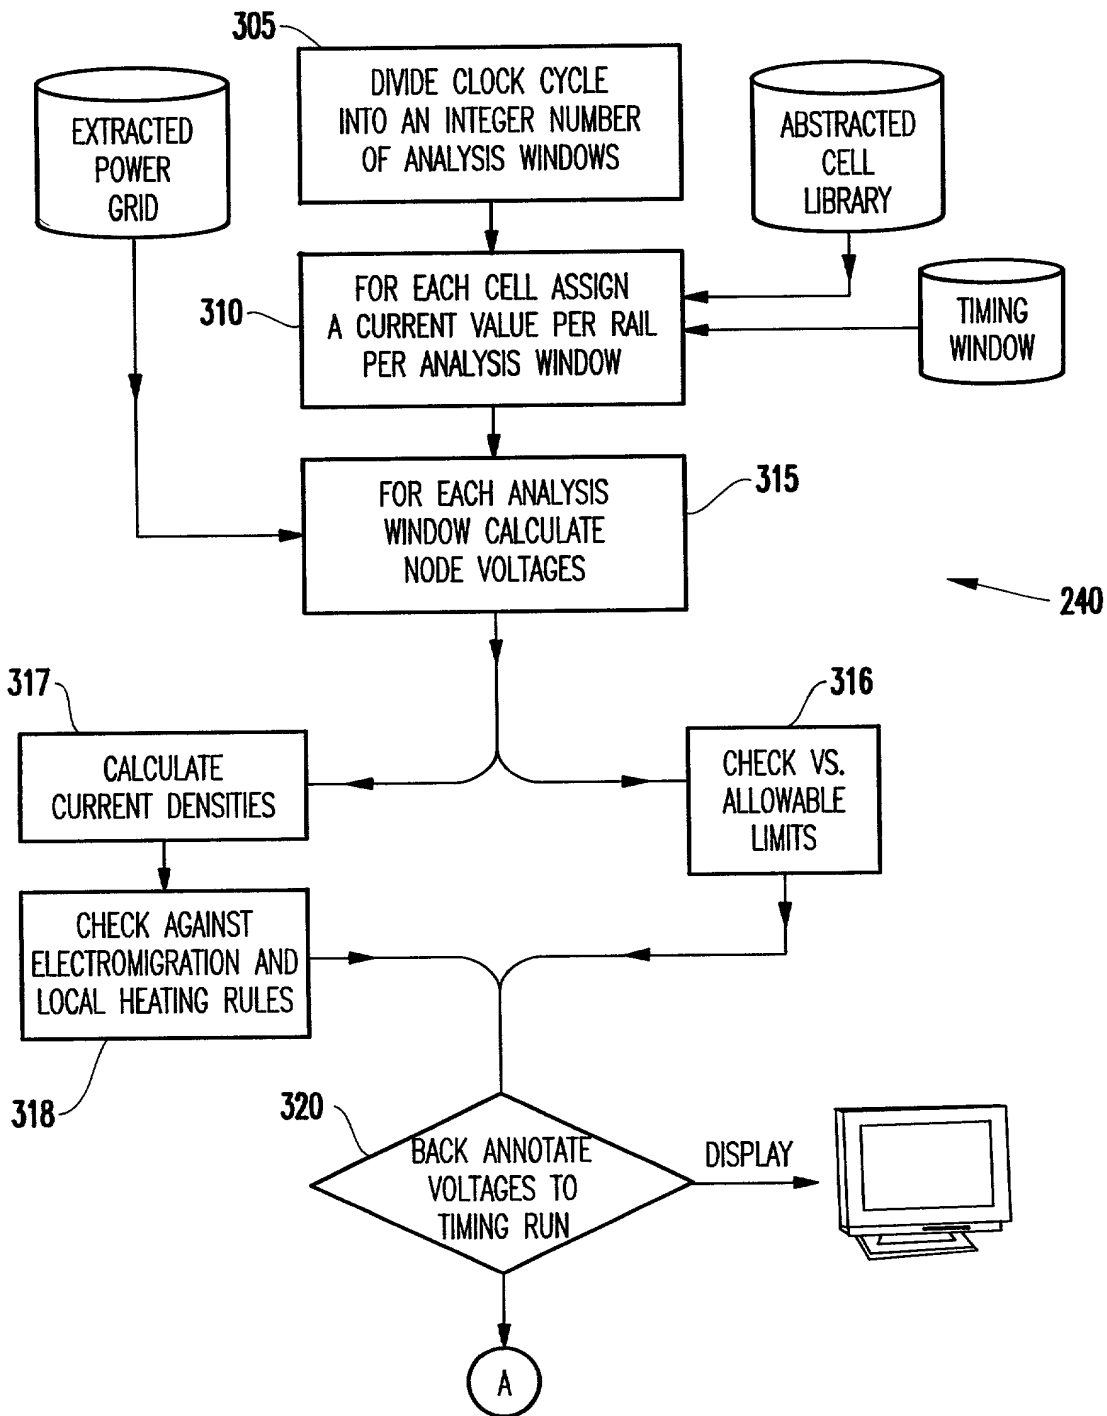 305
DIVIDE CLOCK CYCLE
INTO AN INTEGER NUMBER
OF ANALYSIS WINDOWS
EXTRACTED
POWER
GRID
ABSTRACTED
CELL
LIBRARY
310
FOR EACH CELL ASSIGN
A CURRENT VALUE PER RAIL
PER ANALYSIS WINDOW
TIMING
WINDOW
FOR EACH ANALYSIS
WINDOW CALCULATE
NODE VOLTAGES
315
240
317
CALCULATE
CURRENT DENSITIES
316
CHECK VS.
ALLOWABLE
LIMITS
CHECK AGAINST
ELECTROMIGRATION AND
LOCAL HEATING RULES
318
320
BACK ANNOTATE
VOLTAGES TO
TIMING RUN
DISPLAY
A